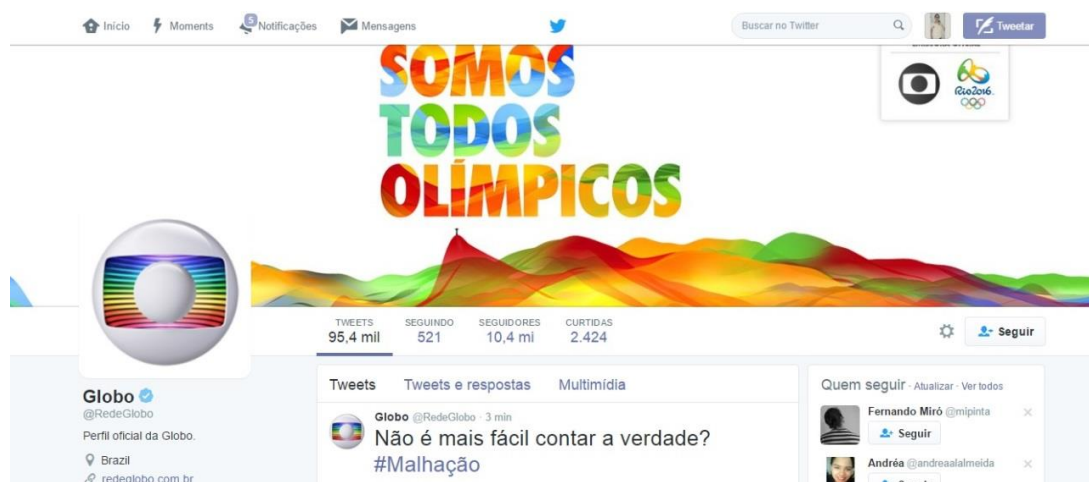 Início
Moments
5
Notificações
Mensagens
Buscar no Twitter
Tweetar
SOMOS
TODOS
OLÍMPICOS
Rio2016
TWEETS
SEGUINDO
SEGUIDORES
CURTIDAS
95,4 mil
521
10,4 mi
2.424
Seguir
Globo
@RedeGlobo
Perfil oficial da Globo.
Brazil
redeglobo.com.br
Tweets
Tweets e respostas
Multimídia
Globo @RedeGlobo · 3 min
Não é mais fácil contar a verdade?
#Malhação
Quem seguir · Atualizar · Ver todos
Fernando Miró @mipinta
Seguir
Andréa @andreaalalmeida